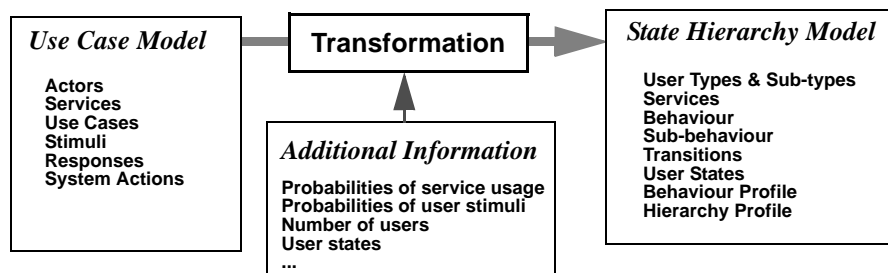 Use Case Model
Actors
Services
Use Cases
Stimuli
Responses
System Actions
Transformation
Additional Information
Probabilities of service usage
Probabilities of user stimuli
Number of users
User states
...
State Hierarchy Model
User Types & Sub-types
Services
Behaviour
Sub-behaviour
Transitions
User States
Behaviour Profile
Hierarchy Profile